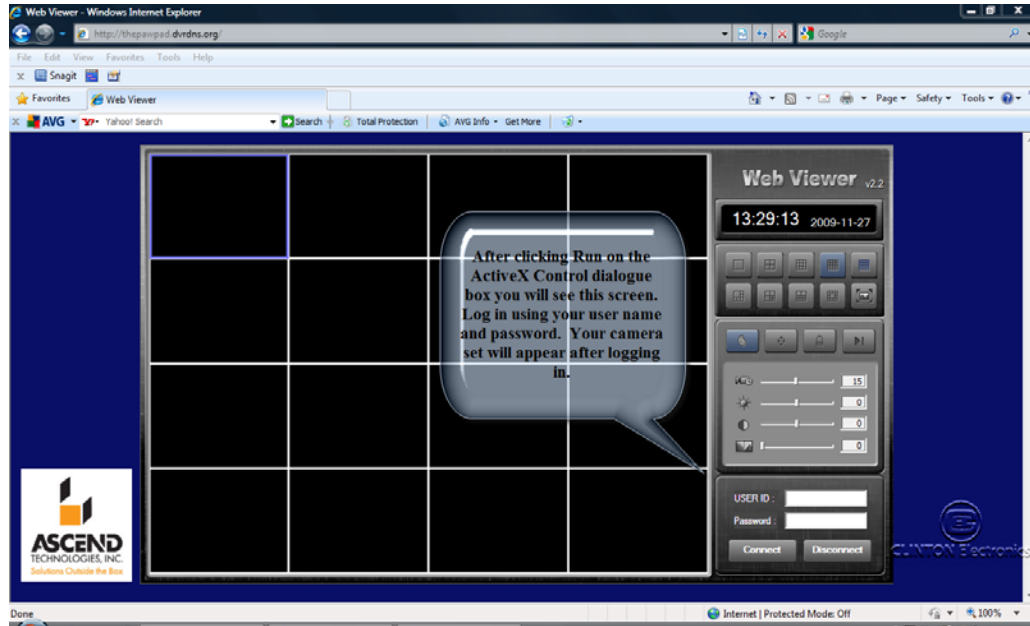 Web Viewer - Windows Internet Explorer
http://thepawpad.dvrdns.org/
Google
File Edit View Favorites Tools Help
x Snagit
Favorites Web Viewer
Page Safety Tools
x AVG Yahoo! Search Search Total Protection AVG Info Get More
Web Viewer v2.2
13:29:13 2009-11-27
After clicking Run on the
ActiveX Control dialogue
box you will see this screen.
Log in using your user name
and password. Your camera
set will appear after logging
in.
15
0
0
0
USER ID :
Password :
Connect Disconnect
ASCEND
TECHNOLOGIES, INC.
Solutions Outside the Box
CLINTON Electronics
Done Internet | Protected Mode: Off 100%